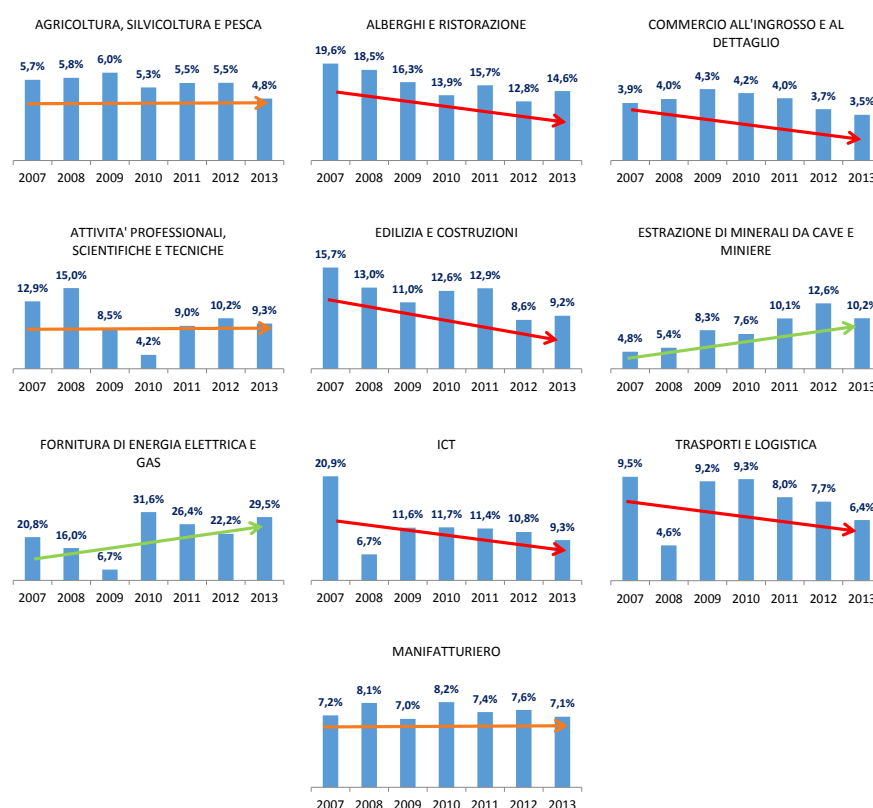 AGRICOLTURA, SILVICOLTURA E PESCA
5,7% 5,8% 6,0% 5,3% 5,5% 5,5% 4,8%
2007 2008 2009 2010 2011 2012 2013
ALBERGHI E RISTORAZIONE
19,6% 18,5% 16,3% 13,9% 15,7% 12,8% 14,6%
2007 2008 2009 2010 2011 2012 2013
COMMERCIO ALL'INGROSSO E AL
DETTAGLIO
3,9% 4,0% 4,3% 4,2% 4,0% 3,7% 3,5%
2007 2008 2009 2010 2011 2012 2013
ATTIVITA' PROFESSIONALI,
SCIENTIFICHE E TECNICHE
12,9% 15,0% 8,5% 4,2% 9,0% 10,2% 9,3%
2007 2008 2009 2010 2011 2012 2013
EDILIZIA E COSTRUZIONI
15,7% 13,0% 11,0% 12,6% 12,9% 8,6% 9,2%
2007 2008 2009 2010 2011 2012 2013
ESTRAZIONE DI MINERALI DA CAVE E
MINIERE
4,8% 5,4% 8,3% 7,6% 10,1% 12,6% 10,2%
2007 2008 2009 2010 2011 2012 2013
FORNITURA DI ENERGIA ELETTRICA E
GAS
20,8% 16,0% 6,7% 31,6% 26,4% 22,2% 29,5%
2007 2008 2009 2010 2011 2012 2013
ICT
20,9% 6,7% 11,6% 11,7% 11,4% 10,8% 9,3%
2007 2008 2009 2010 2011 2012 2013
TRASPORTI E LOGISTICA
9,5% 4,6% 9,2% 9,3% 8,0% 7,7% 6,4%
2007 2008 2009 2010 2011 2012 2013
MANIFATTURIERO
7,2% 8,1% 7,0% 8,2% 7,4% 7,6% 7,1%
2007 2008 2009 2010 2011 2012 2013